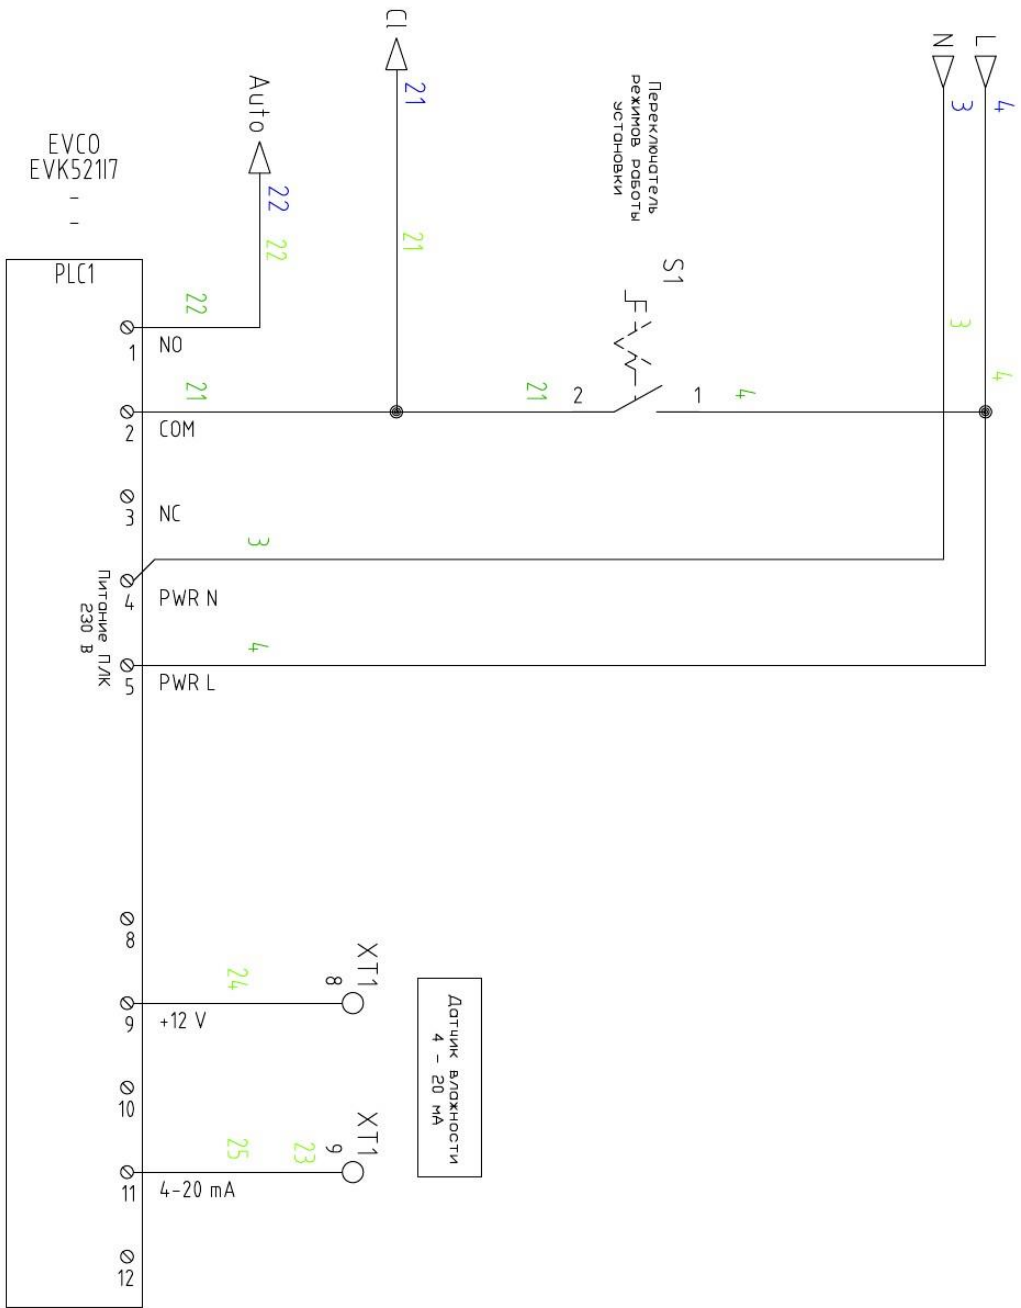 L
N
4
3
Cl
21
Auto
22
Переключатель
режимов работы
установки
EVCO
EVK521I7
-
-
PLC1
S1
22
21
3
4
22
1
NO
21
21
2
1
4
2
COM
3
NC
3
4
PWR N
Питание ПЛК
230 В
4
5
PWR L
8
XT1
8
24
9
+12 V
Датчик влажности
4 - 20 мА
10
XT1
9
25
23
11
4-20 mA
12